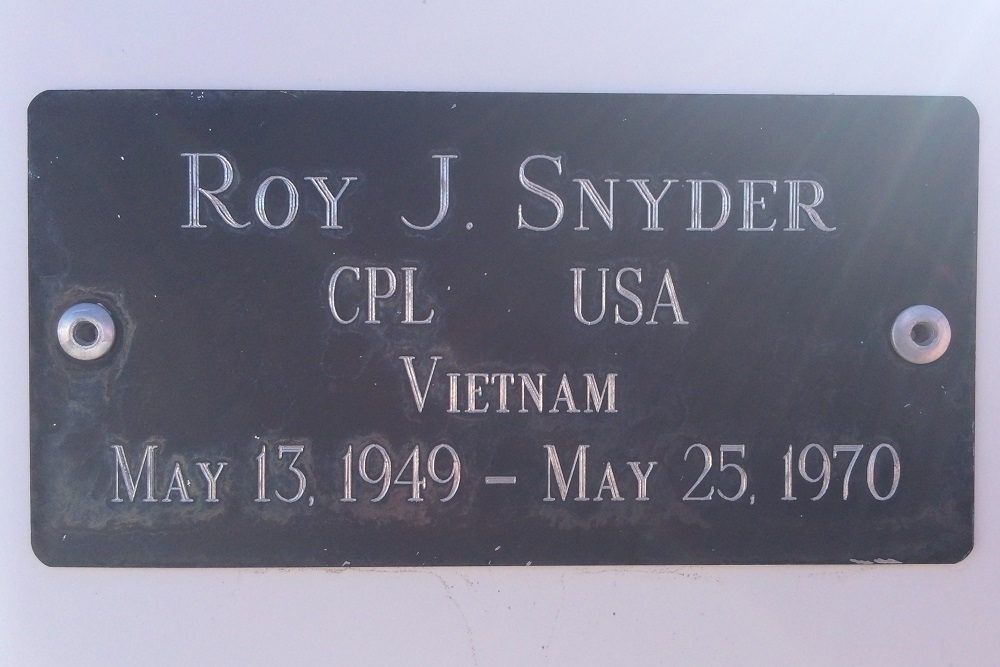 Roy J. Snyder
CPL USA
Vietnam
May 13, 1949 – May 25, 1970